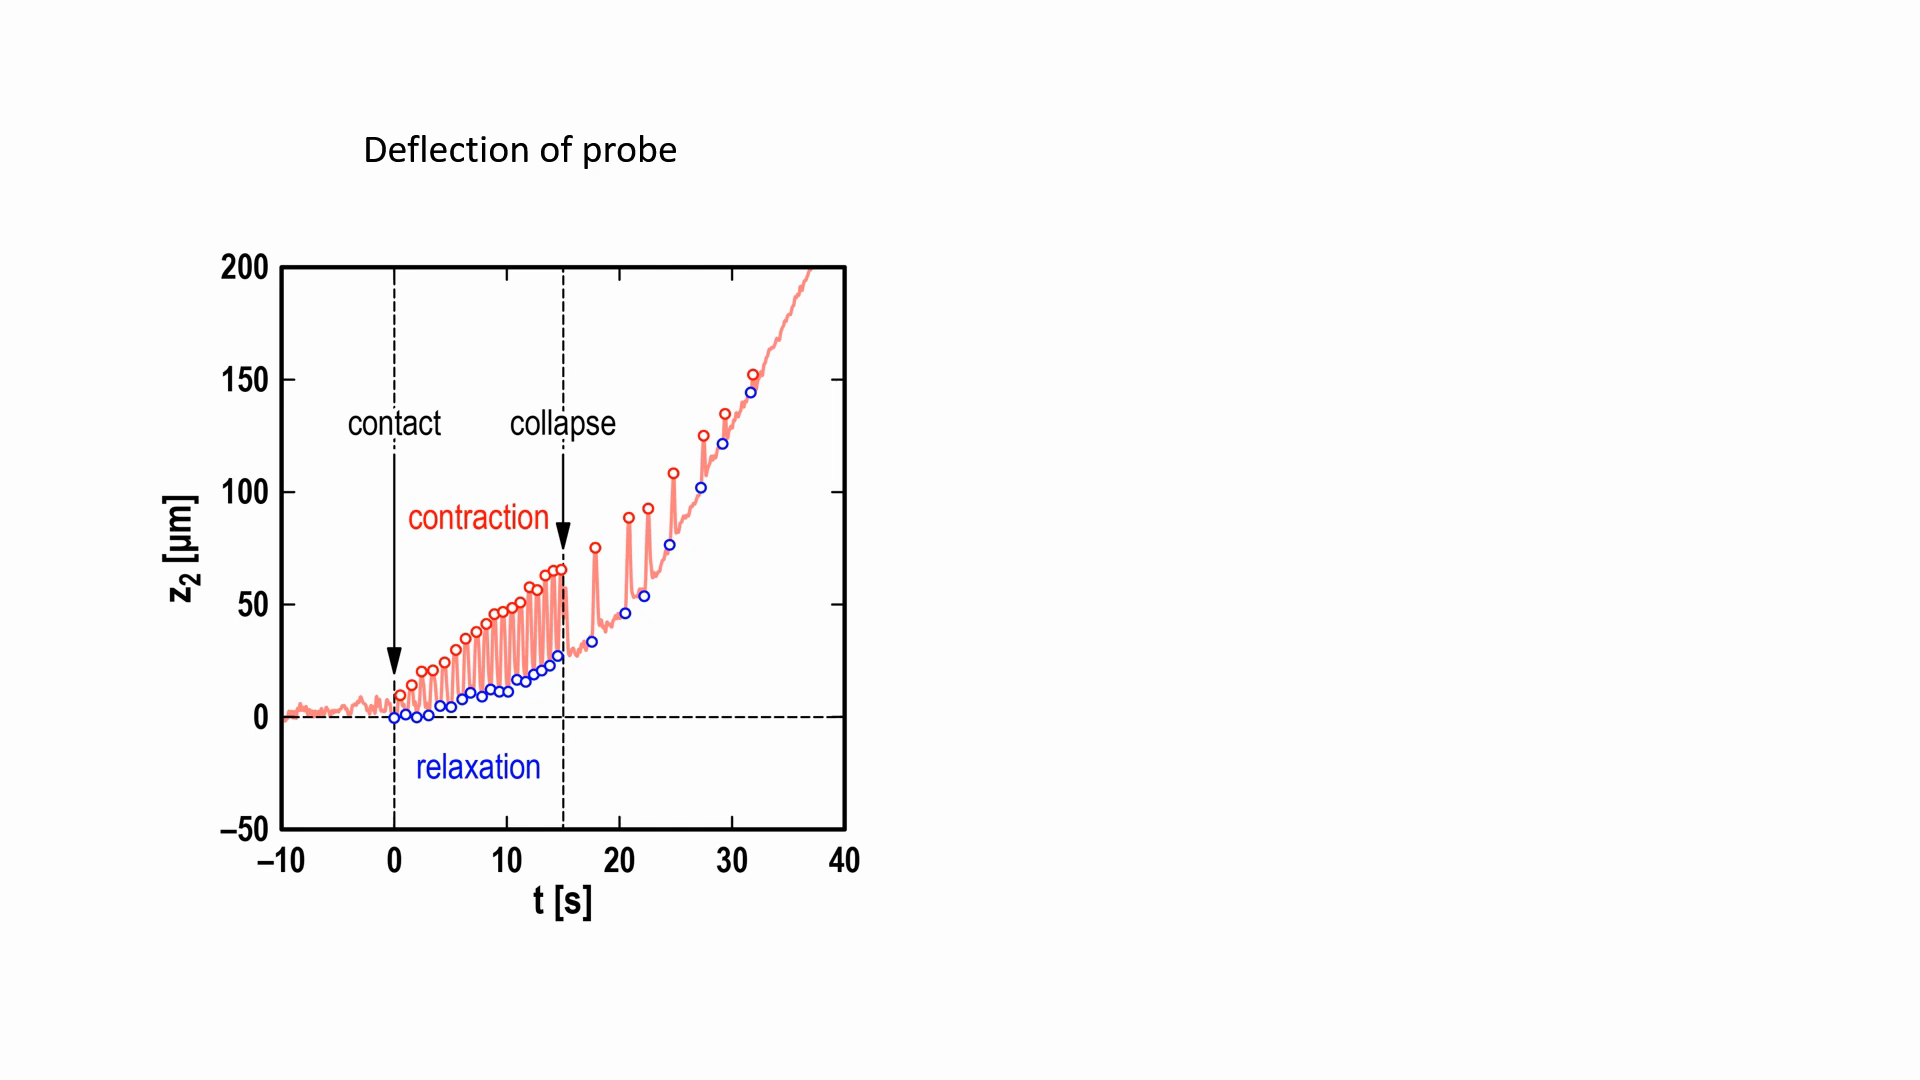 Deflection of probe
200
150
100
50
0
–50
z2 [µm]
contact
collapse
contraction
relaxation
–10 0 10 20 30 40
t [s]